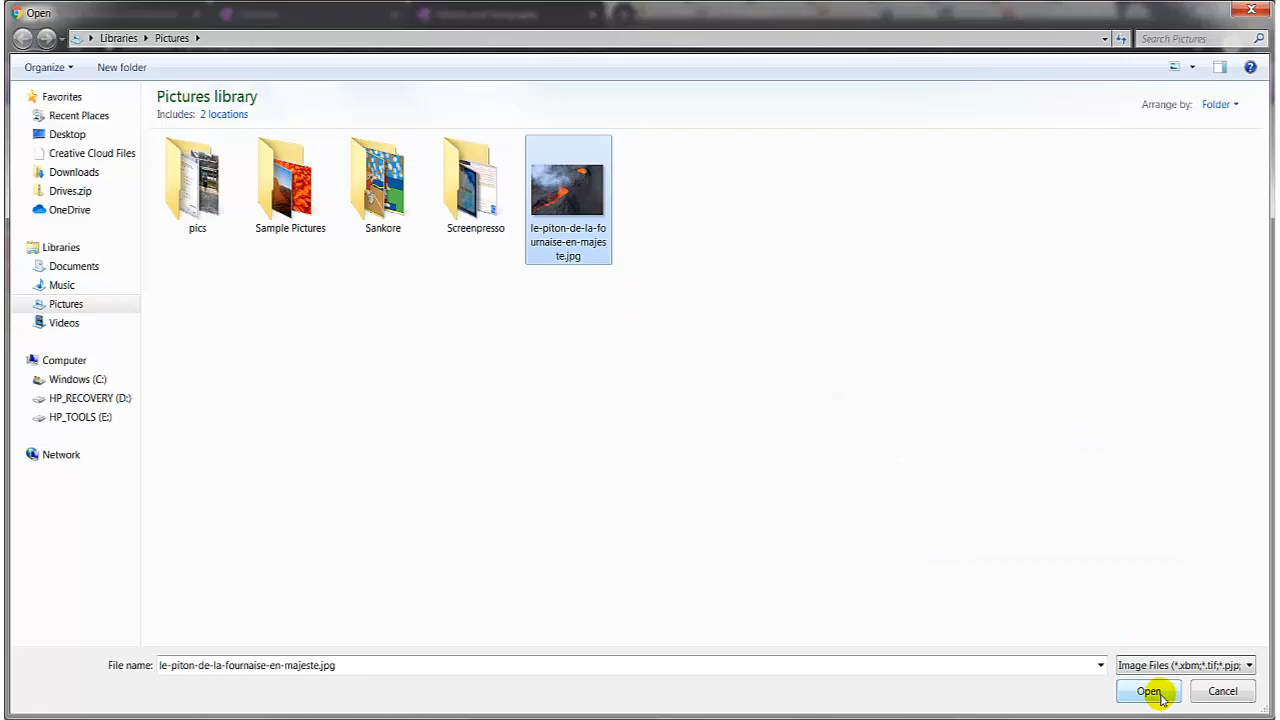 Open
Libraries
Pictures
Search Pictures
Organize
New folder
Favorites
Recent Places
Desktop
Creative Cloud Files
Downloads
Drives.zip
OneDrive
Libraries
Documents
Music
Pictures
Videos
Computer
Windows (C:)
HP_RECOVERY (D:)
HP_TOOLS (E:)
Network
Pictures library
Includes: 2 locations
Arrange by: Folder
pics
Sample Pictures
Sankore
Screenpresso
le-piton-de-la-fo
urnaise-en-majes
te.jpg
File name: le-piton-de-la-fournaise-en-majeste.jpg
Image Files (*.xbm;*.tif;*.pjp;
Open
Cancel